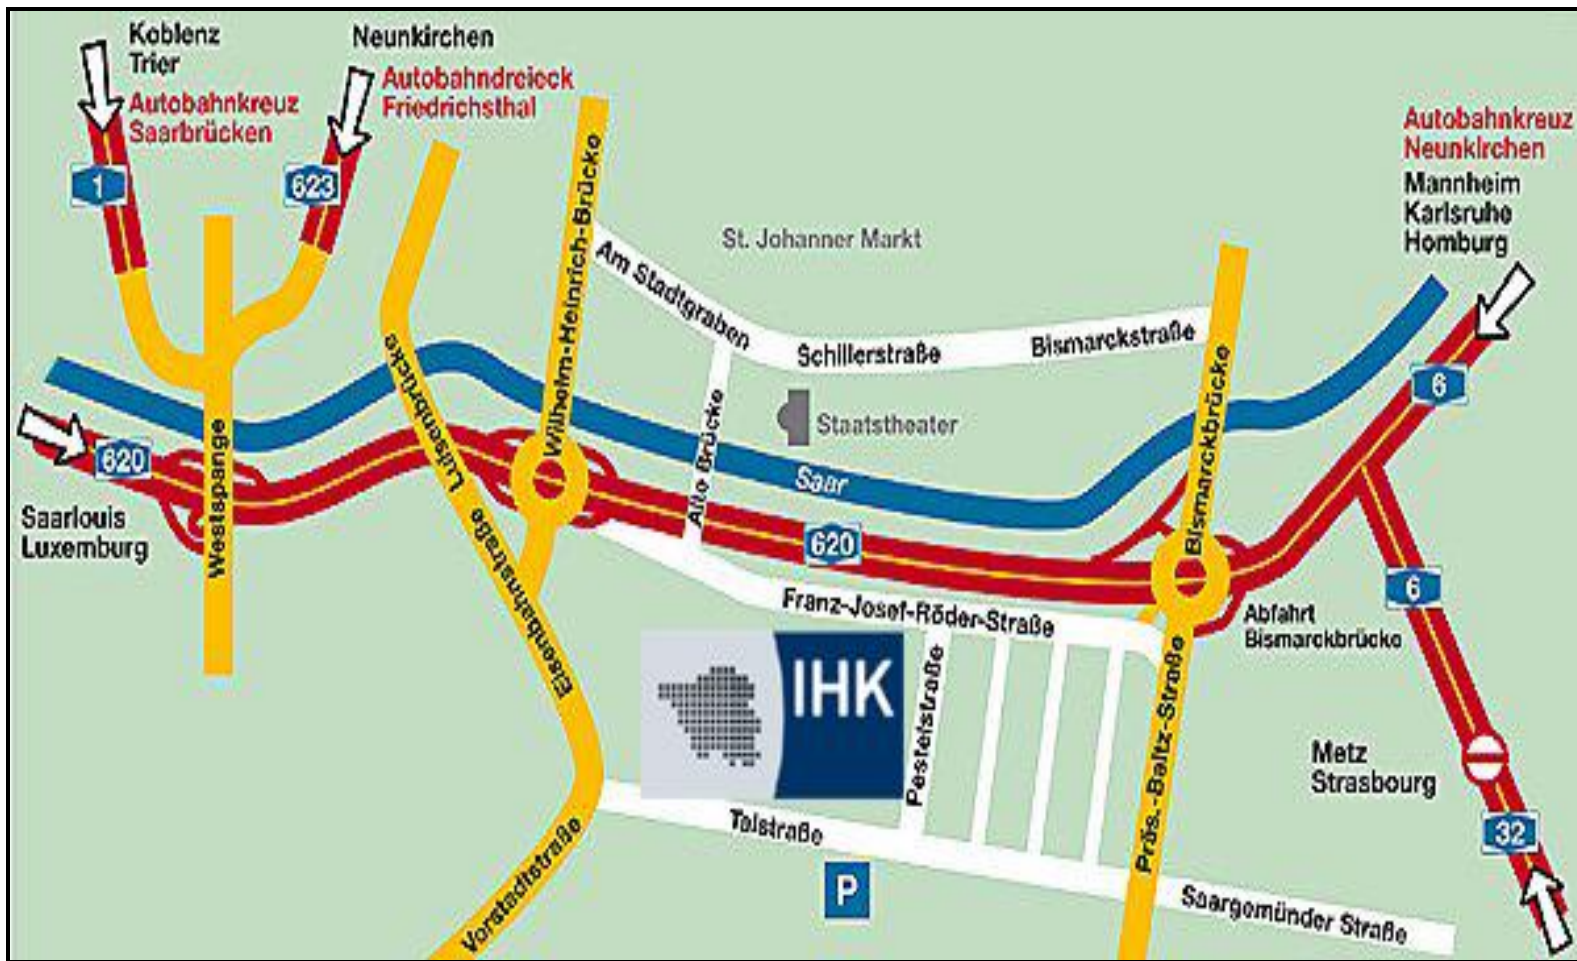 Koblenz
Trier
Autobahnkreuz
Saarbrücken
Neunkirchen
Autobahndreieck
Friedrichsthal
Autobahnkreuz
Neunkirchen
Mannheim
Karlsruhe
Homburg
1
623
Wilhelm-Heinrich-Brücke
St. Johanner Markt
Am Stadtgraben
Schillerstraße
Bismarckstraße
Luisenbrücke
Bismarckbrücke
6
Staatstheater
Alte Brücke
Saar
620
Westspange
Saarlouis
Luxemburg
620
Eisenbahnstraße
6
Franz-Josef-Röder-Straße
Abfahrt
Bismarckbrücke
IHK
Pestelstraße
Präs.-Baltz-Straße
Metz
Strasbourg
32
Talstraße
P
Vorstadtstraße
Saargemünder Straße